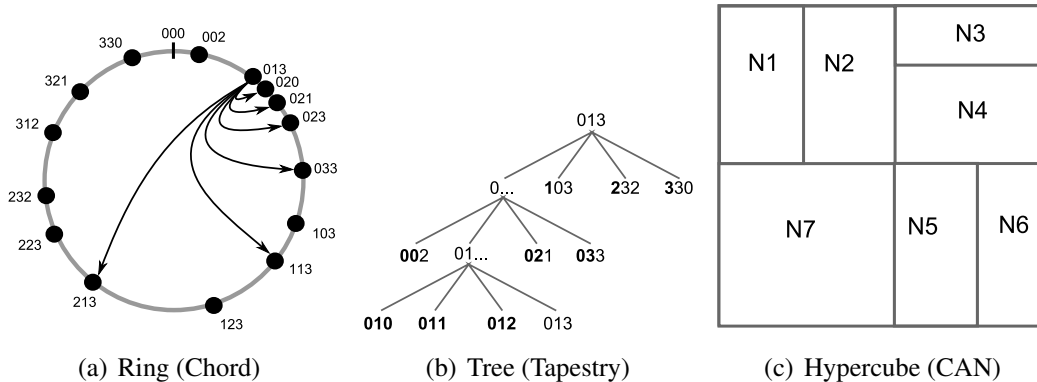 000
330
002
013
020
021
023
033
103
113
123
213
223
232
312
321
013
0... 103 232 330
002 01... 021 033
010 011 012 013
N1 N2 N3
N4
N7 N5 N6
(a) Ring (Chord) (b) Tree (Tapestry) (c) Hypercube (CAN)